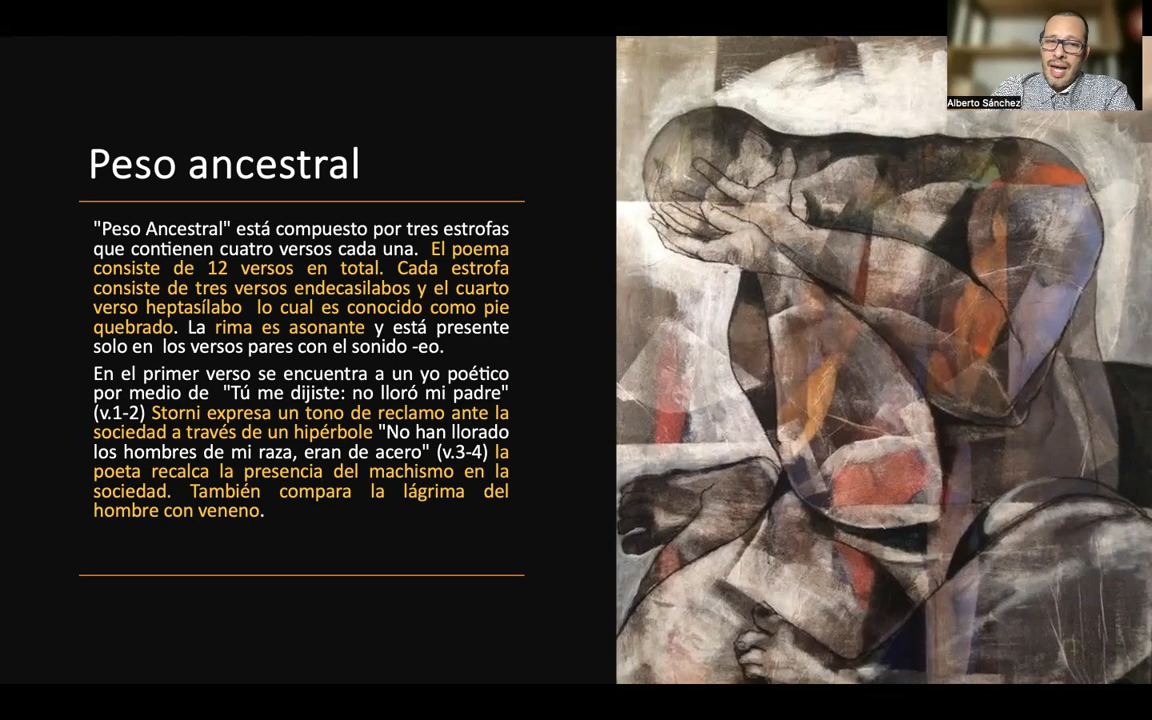 Alberto Sánchez
Peso ancestral
"Peso Ancestral" está compuesto por tres estrofas
que contienen cuatro versos cada una. El poema
consiste de 12 versos en total. Cada estrofa
consiste de tres versos endecasilabos y el cuarto
verso heptasílabo lo cual es conocido como pie
quebrado. La rima es asonante y está presente
solo en los versos pares con el sonido -eo.
En el primer verso se encuentra a un yo poético
por medio de "Tú me dijiste: no lloró mi padre"
(v.1-2) Storni expresa un tono de reclamo ante la
sociedad a través de un hipérbole "No han llorado
los hombres de mi raza, eran de acero" (v.3-4) la
poeta recalca la presencia del machismo en la
sociedad. También compara la lágrima del
hombre con veneno.